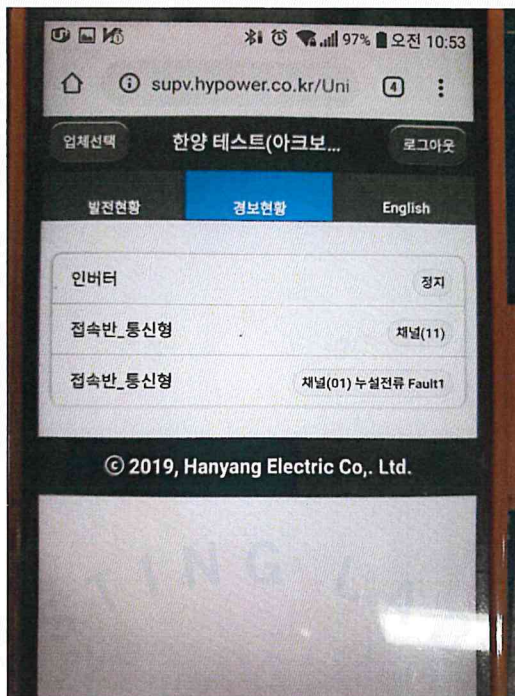 97% 오전 10:53
supv.hypower.co.kr/Uni 4
업체선택 한양 테스트(아크보... 로그아웃
발전현황 경보현황 English
인버터 정지
접속반_통신형 채널(11)
접속반_통신형 채널(01) 누설전류 Fault1
© 2019, Hanyang Electric Co,. Ltd.
TING